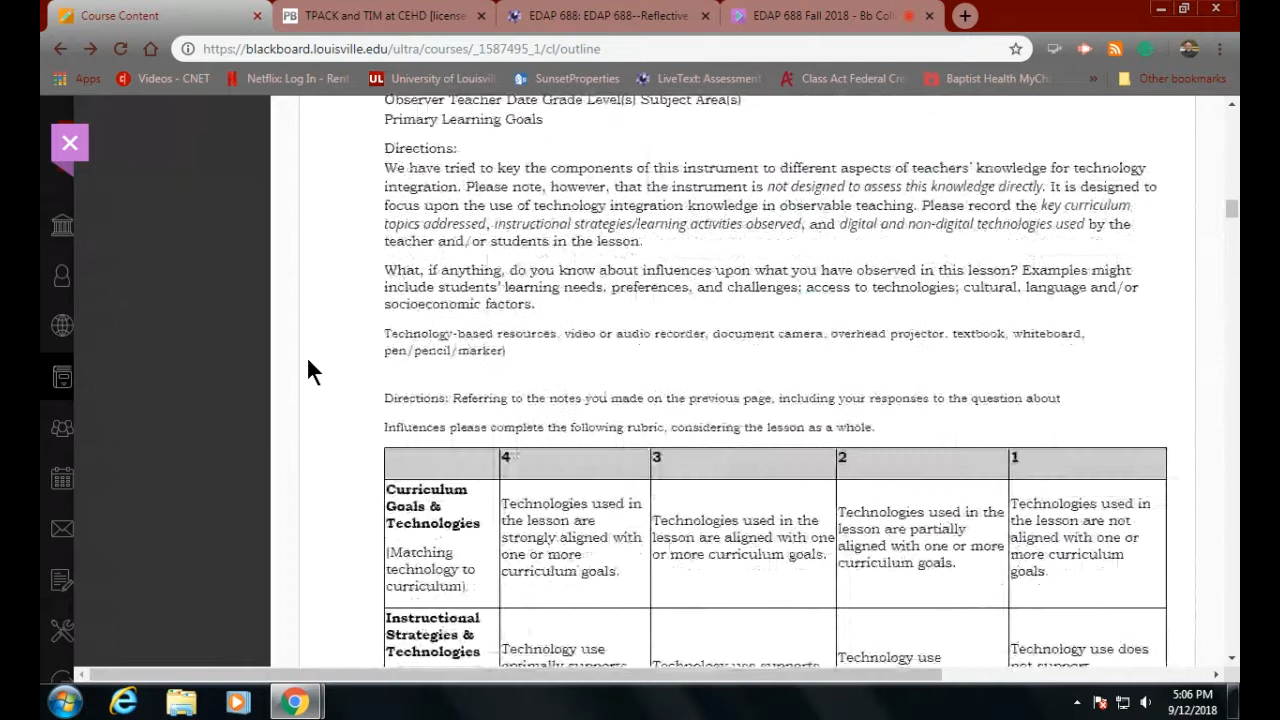 Course Content
TPACK and TIM at CEHD [license
EDAP 688: EDAP 688--Reflective
EDAP 688 Fall 2018 - Bb Coll
https://blackboard.louisville.edu/ultra/courses/_1587495_1/cl/outline
Apps
Videos - CNET
Netflix: Log In - Rent
University of Louisvil
SunsetProperties
LiveText: Assessment
Class Act Federal Cre
Baptist Health MyCha
»
Other bookmarks
Observer Teacher Date Grade Level(s) Subject Area(s)
Primary Learning Goals
Directions:
We have tried to key the components of this instrument to different aspects of teachers' knowledge for technology
integration. Please note, however, that the instrument is not designed to assess this knowledge directly. It is designed to
focus upon the use of technology integration knowledge in observable teaching. Please record the key curriculum
topics addressed, instructional strategies/learning activities observed, and digital and non-digital technologies used by the
teacher and/or students in the lesson.
What, if anything, do you know about influences upon what you have observed in this lesson? Examples might
include students' learning needs, preferences, and challenges; access to technologies; cultural, language and/or
socioeconomic factors.
Technology-based resources, video or audio recorder, document camera, overhead projector, textbook, whiteboard,
pen/pencil/marker)
Directions: Referring to the notes you made on the previous page, including your responses to the question about
Influences please complete the following rubric, considering the lesson as a whole.
4
3
2
1
Curriculum
Goals &
Technologies
(Matching
technology to
curriculum)
Technologies used in
the lesson are
strongly aligned with
one or more
curriculum goals.
Technologies used in the
lesson are aligned with one
or more curriculum goals.
Technologies used in the
lesson are partially
aligned with one or more
curriculum goals.
Technologies used in
the lesson are not
aligned with one or
more curriculum
goals.
Instructional
Strategies &
Technologies
Technology use
optimally supports
Technology use supports
Technology use
Technology use does
not support
5:06 PM
9/12/2018